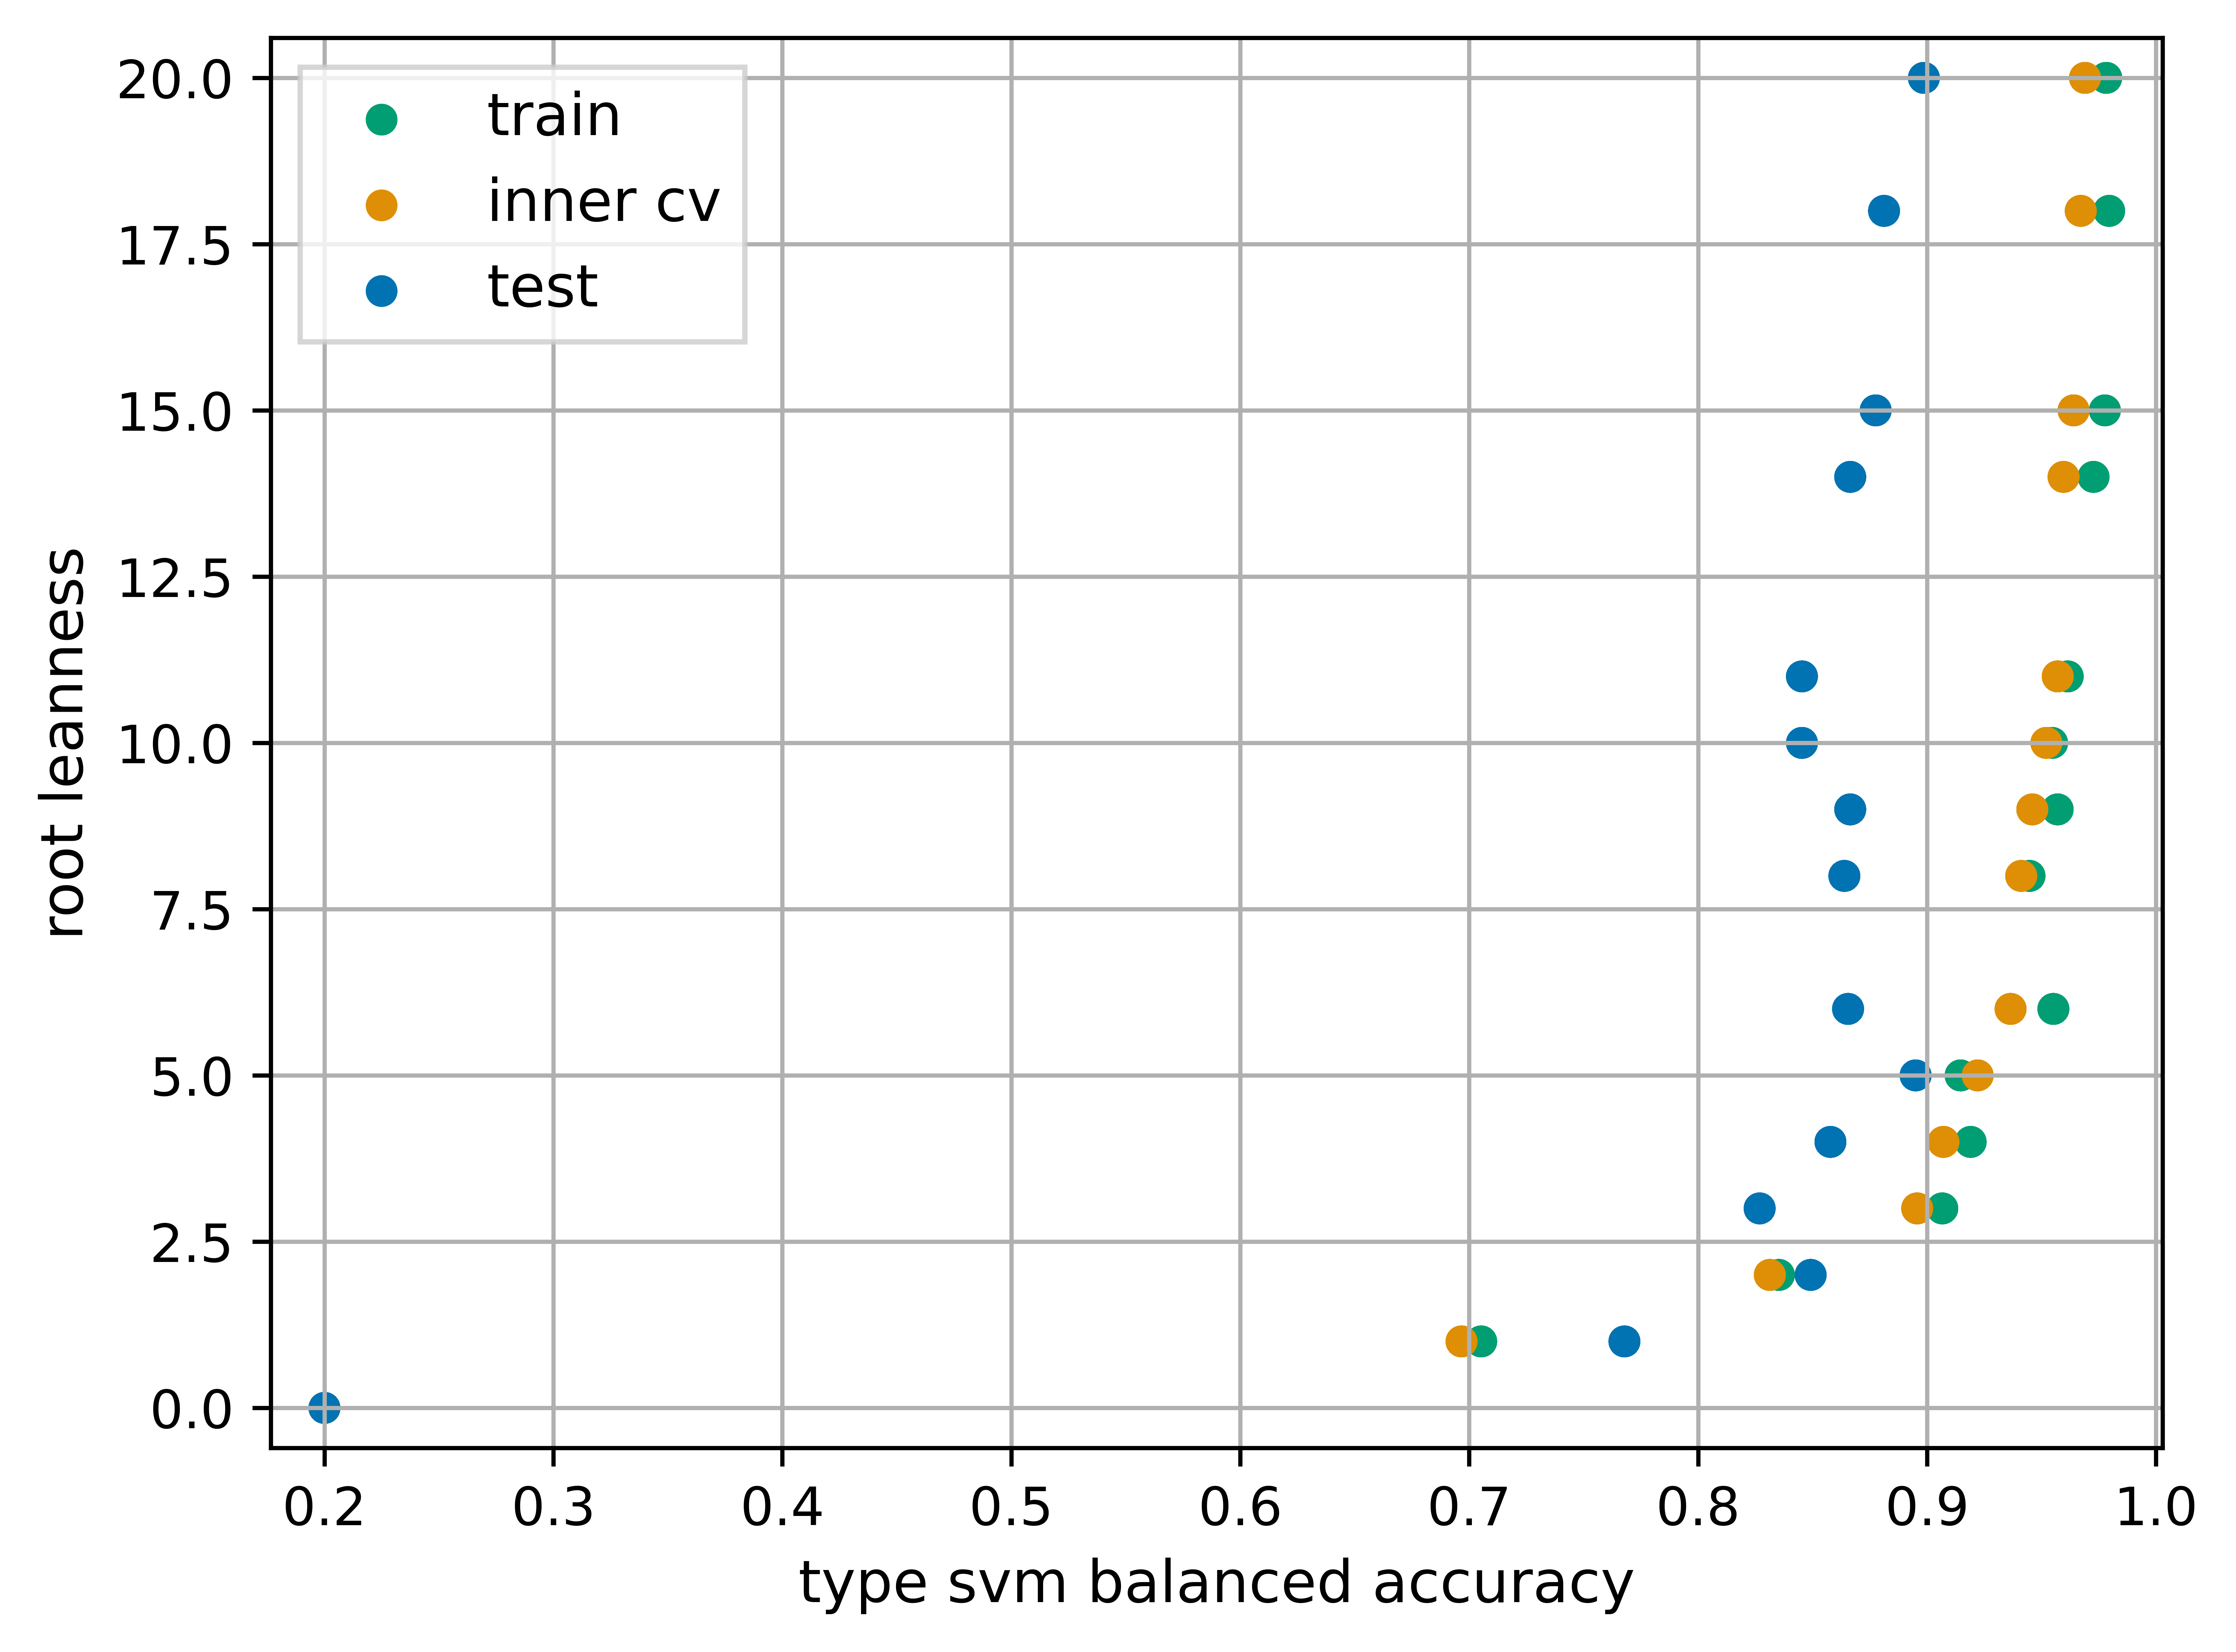 train
inner cv
test
20.0
17.5
15.0
12.5
10.0
7.5
5.0
2.5
0.0
root leanness
0.2 0.3 0.4 0.5 0.6 0.7 0.8 0.9 1.0
type svm balanced accuracy